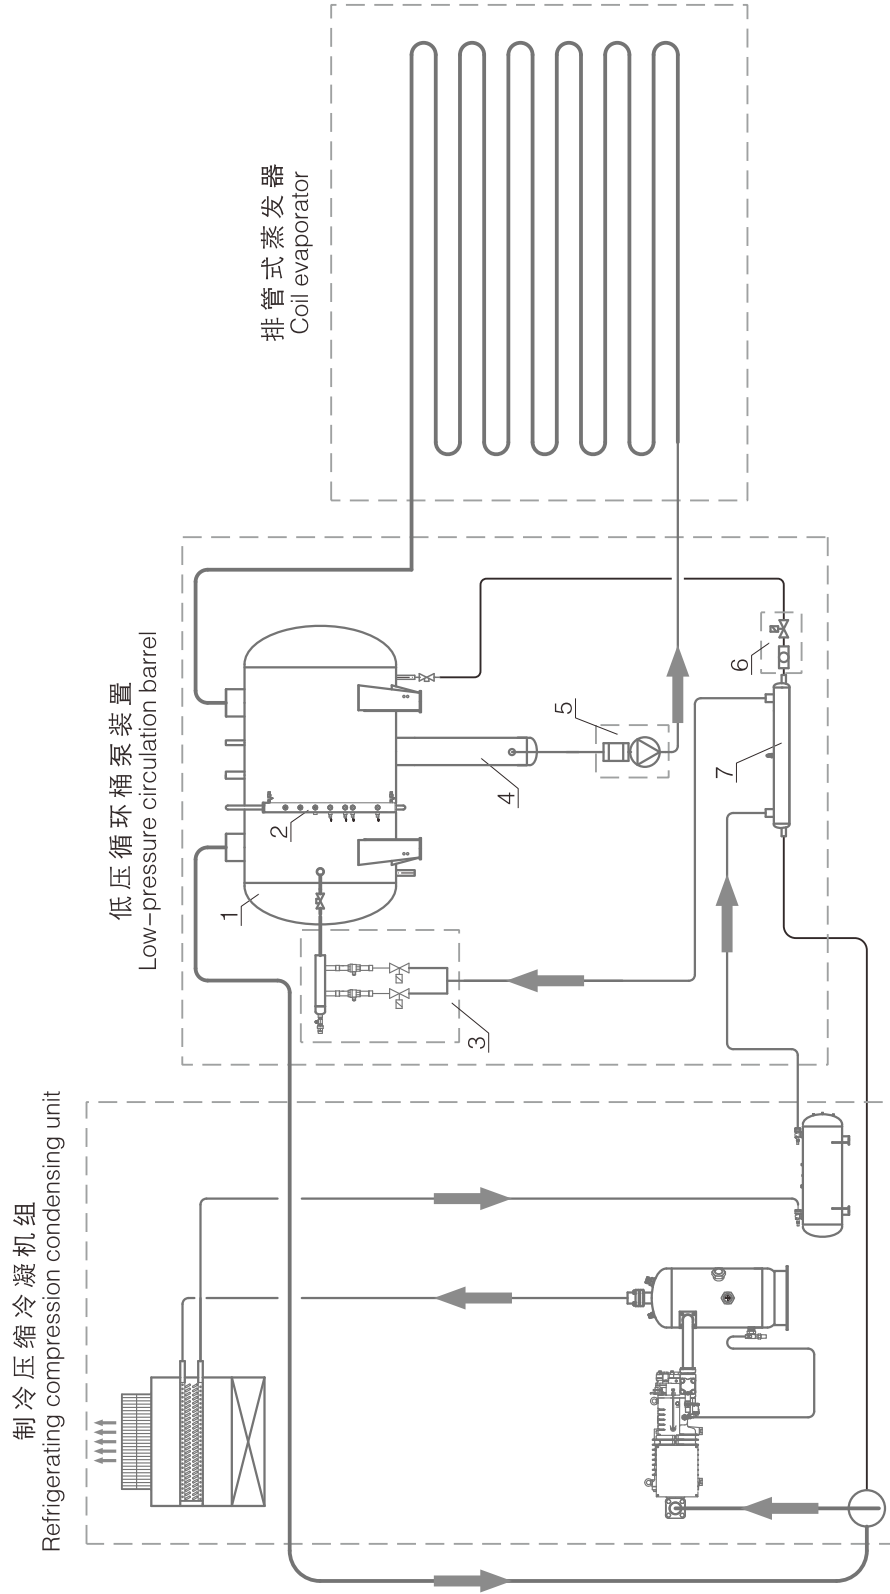 制冷压缩冷凝机组
Refrigerating compression condensing unit
低压循环桶泵装置
Low-pressure circulation barrel
排管式蒸发器
Coil evaporator
1
2
3
4
5
6
7